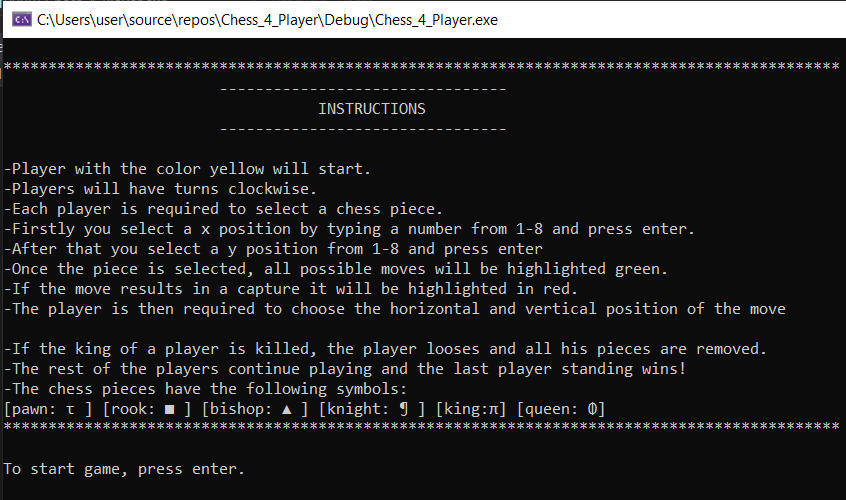 C:\Users\user\source\repos\Chess_4_Player\Debug\Chess_4_Player.exe
*********************************************************************************************
--------------------------------
INSTRUCTIONS
--------------------------------
-Player with the color yellow will start.
-Players will have turns clockwise.
-Each player is required to select a chess piece.
-Firstly you select a x position by typing a number from 1-8 and press enter.
-After that you select a y position from 1-8 and press enter
-Once the piece is selected, all possible moves will be highlighted green.
-If the move results in a capture it will be highlighted in red.
-The player is then required to choose the horizontal and vertical position of the move
-If the king of a player is killed, the player looses and all his pieces are removed.
-The rest of the players continue playing and the last player standing wins!
-The chess pieces have the following symbols:
[pawn: τ ] [rook: ■ ] [bishop: ▲ ] [knight: ¶ ] [king:π] [queen: Φ]
*********************************************************************************************
To start game, press enter.